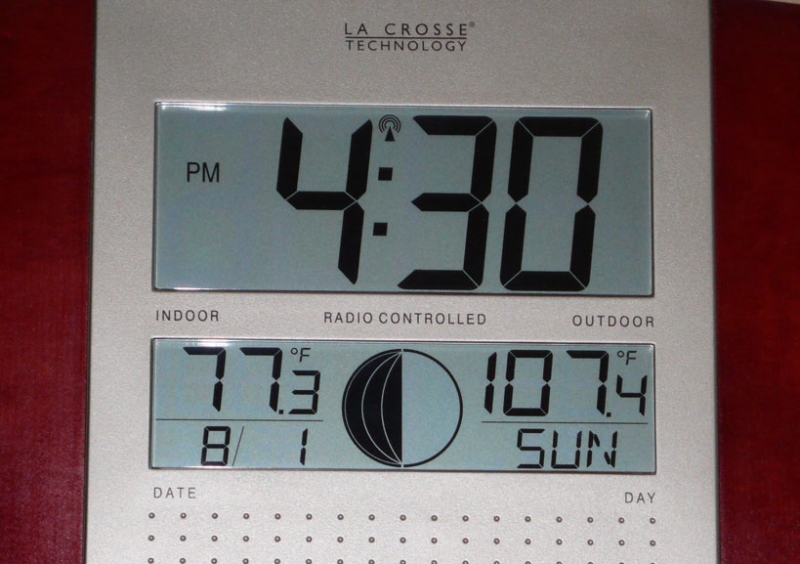 LA CROSSE®
TECHNOLOGY
PM 4:30
INDOOR RADIO CONTROLLED OUTDOOR
77.3 °F 107.4 °F
8/ 1 SUN
DATE DAY